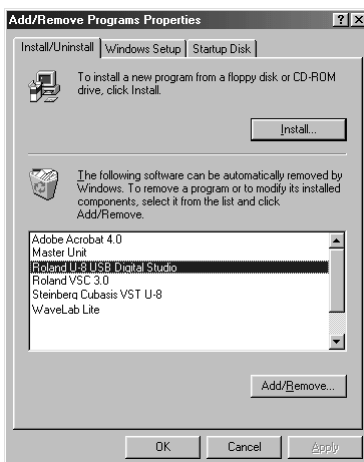 Add/Remove Programs Properties
Install/Uninstall
Windows Setup
Startup Disk
To install a new program from a floppy disk or CD-ROM
drive, click Install.
Install...
The following software can be automatically removed by
Windows. To remove a program or to modify its installed
components, select it from the list and click
Add/Remove.
Adobe Acrobat 4.0
Master Unit
Roland U-8 USB Digital Studio
Roland VSC 3.0
Steinberg Cubasis VST U-8
WaveLab Lite
Add/Remove...
OK
Cancel
Apply